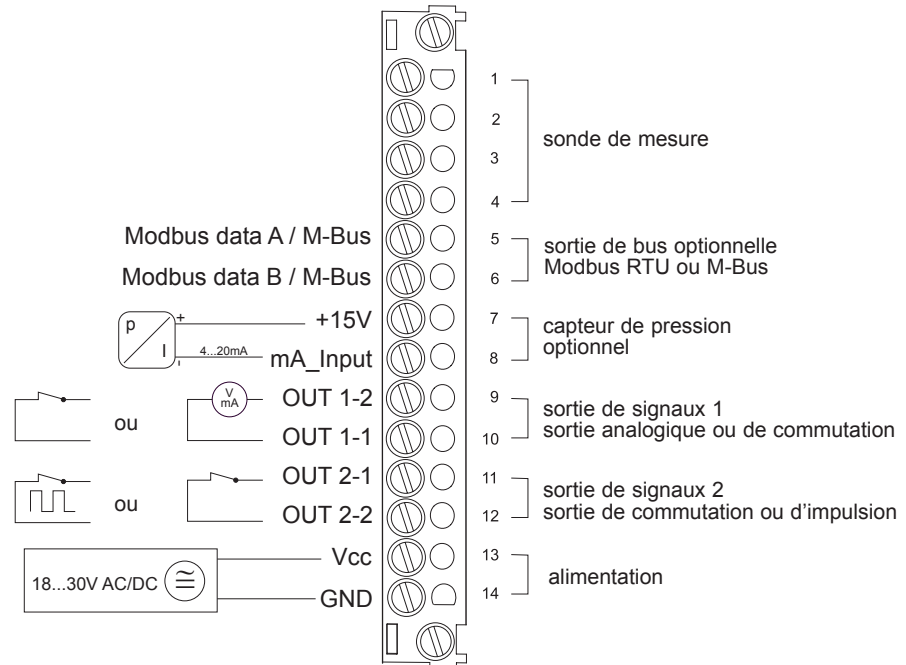 1
2
sonde de mesure
3
4
Modbus data A / M-Bus
5
sortie de bus optionnelle
Modbus data B / M-Bus
6
Modbus RTU ou M-Bus
p
+
+15V
7
capteur de pression
I
-
4...20mA
mA_Input
8
optionnel
V
mA
OUT 1-2
9
sortie de signaux 1
ou
OUT 1-1
10
sortie analogique ou de commutation
OUT 2-1
11
sortie de signaux 2
ou
OUT 2-2
12
sortie de commutation ou d'impulsion
Vcc
13
18...30V AC/DC
alimentation
GND
14